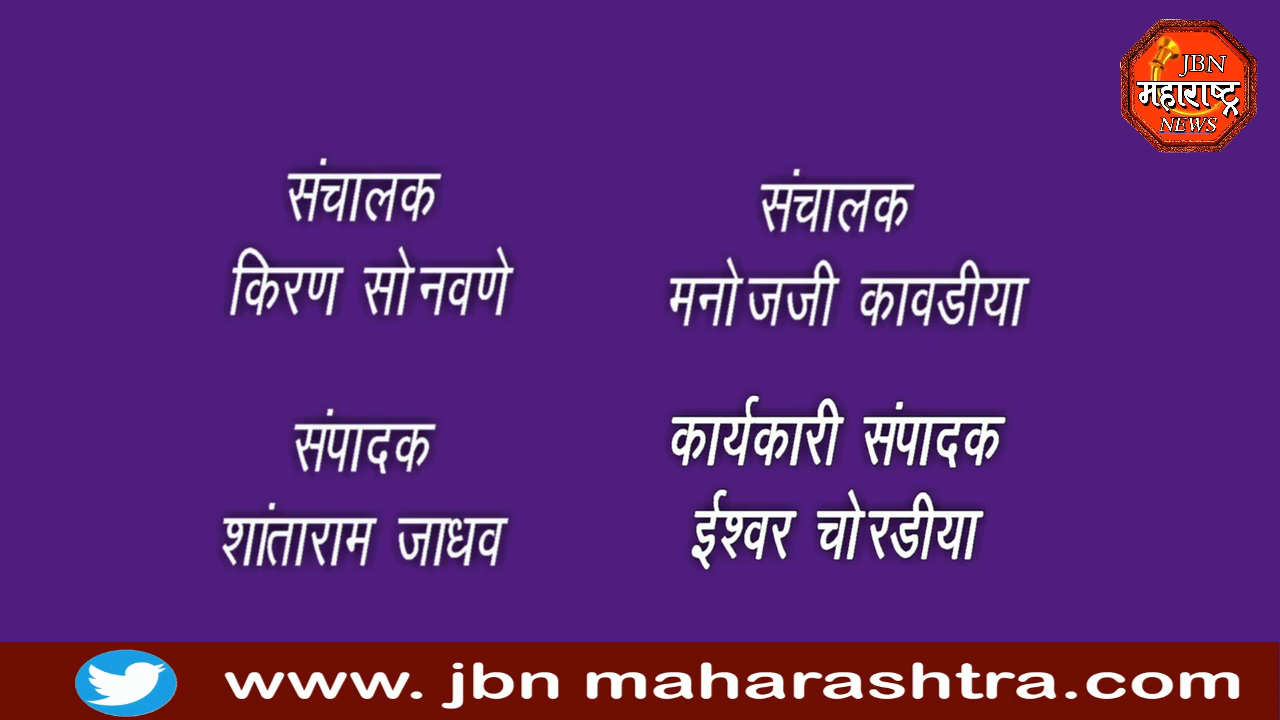 JBN
महाराष्ट्र
NEWS
संचालक
किरण सोनवणे
संचालक
मनोजजी कावडीया
संपादक
शांताराम जाधव
कार्यकारी संपादक
ईश्वर चोरडीया
www. jbn maharashtra.com